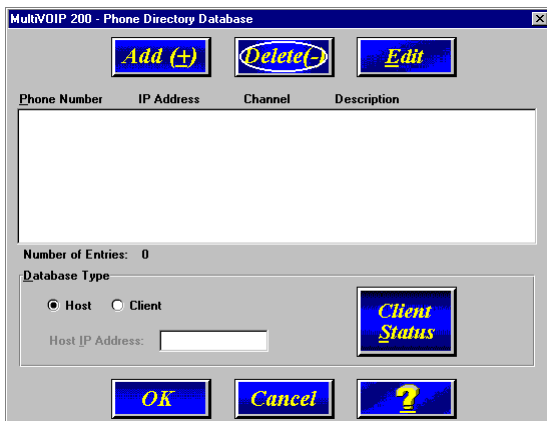 MultiVOIP 200 - Phone Directory Database
Add (+) Delete(-) Edit
Phone Number IP Address Channel Description
Number of Entries: 0
Database Type
Host Client
Host IP Address:
Client
Status
OK Cancel ?